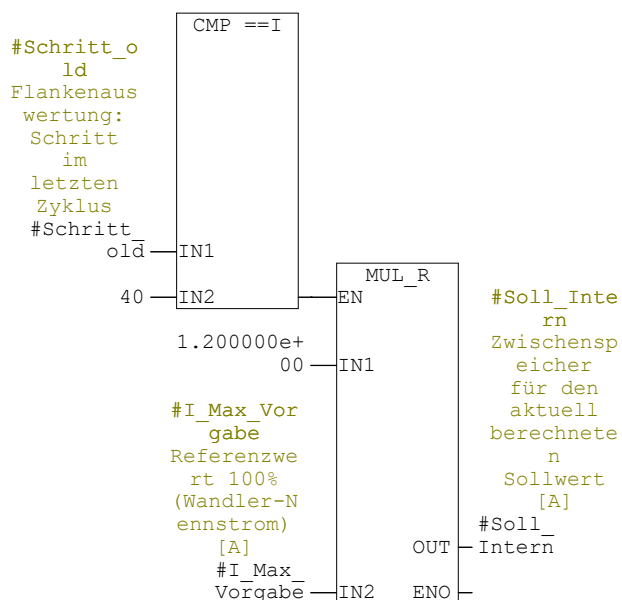 CMP ==I
#Schritt_o
ld
Flankenaus
wertung:
Schritt
im
letzten
Zyklus
#Schritt_
old
IN1
40
IN2
MUL_R
EN
1.200000e+
00
IN1
#I_Max_Vor
gabe
Referenzwe
rt 100%
(Wandler-N
ennstrom)
[A]
#I_Max_
Vorgabe
IN2
#Soll_Inte
rn
Zwischensp
eicher
für den
aktuell
berechnete
n
Sollwert
[A]
#Soll_
OUT
Intern
ENO